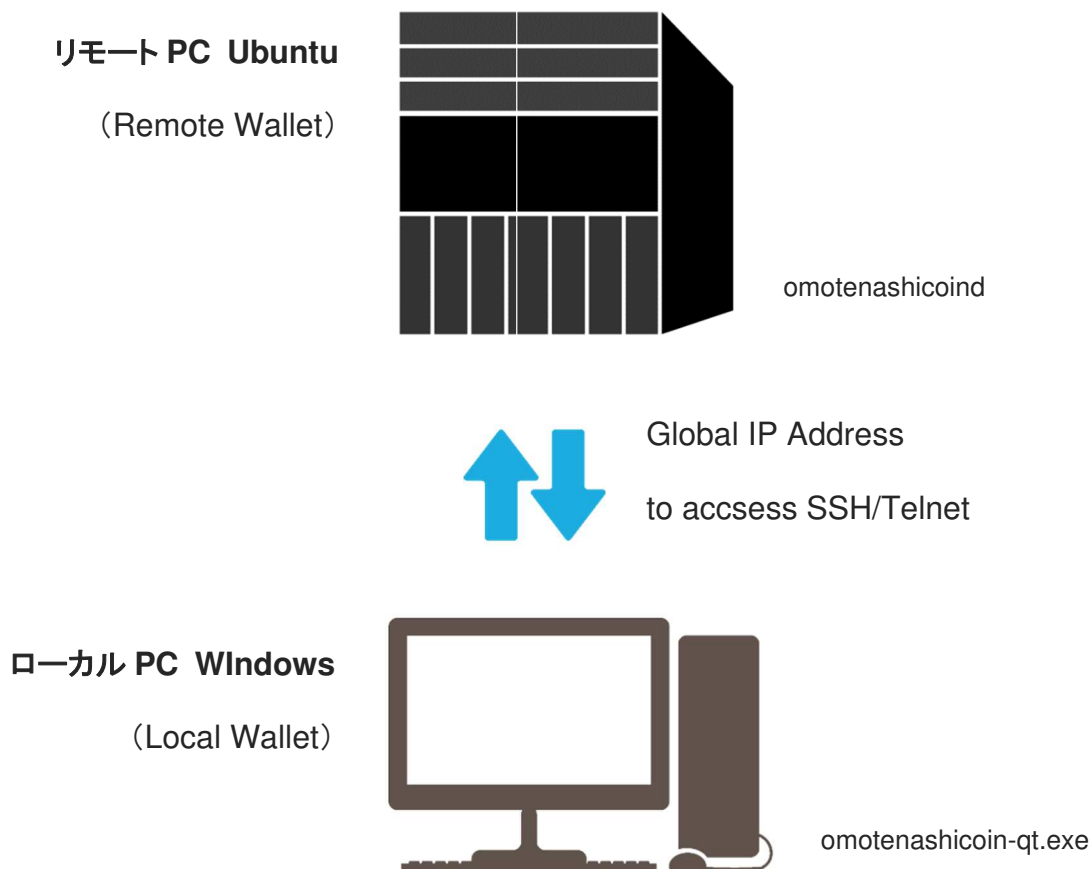 リモート PC Ubuntu
（Remote Wallet）
omotenashicoind
Global IP Address
to accsess SSH/Telnet
ローカル PC WIndows
（Local Wallet）
omotenashicoin-qt.exe